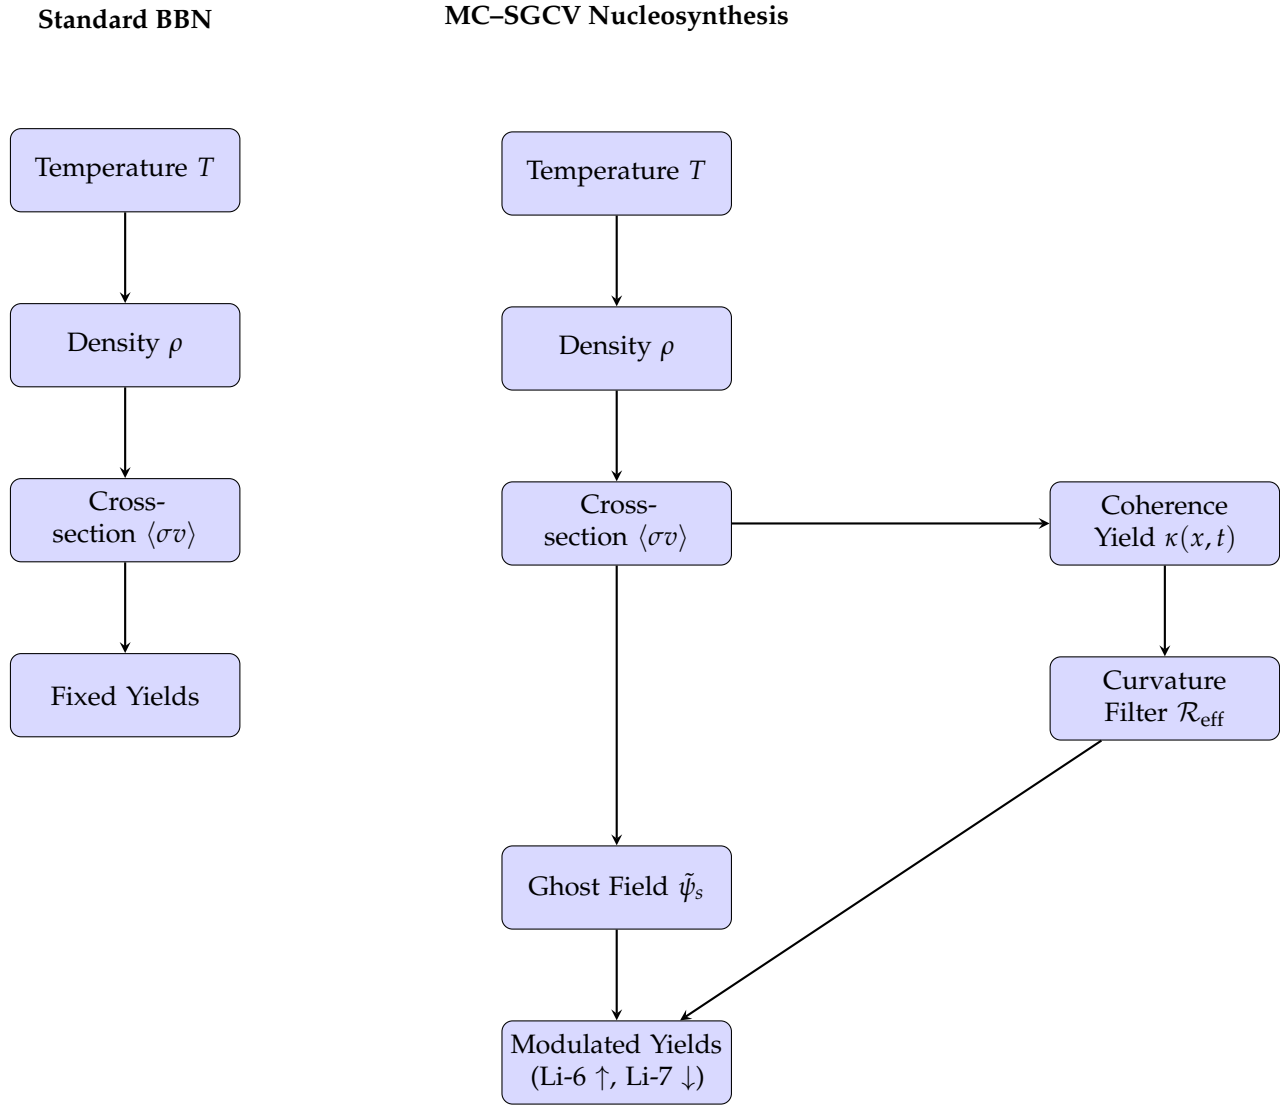 Standard BBN
MC–SGCV Nucleosynthesis
Temperature T
Density ρ
Cross-
section ⟨σv⟩
Fixed Yields
Temperature T
Density ρ
Cross-
section ⟨σv⟩
Coherence
Yield κ(x, t)
Curvature
Filter ℛ_eff
Ghost Field ψ̃_s
Modulated Yields
(Li-6 ↑, Li-7 ↓)